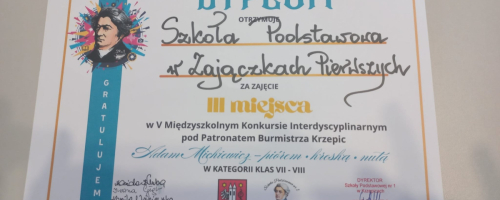 DYPLOM
OTRZYMUJE
Szkoła Podstawowa
w Zajączkach Pierwszych
ZA ZAJĘCIE
III miejsca
w V Międzyszkolnym Konkursie Interdyscyplinarnym
pod Patronatem Burmistrza Krzepic
Adam Mickiewicz - piórem - kreską - nutą
W KATEGORII KLAS VII - VIII
GRATULUJEMY
DYREKTOR
Szkoły Podstawowej nr 1